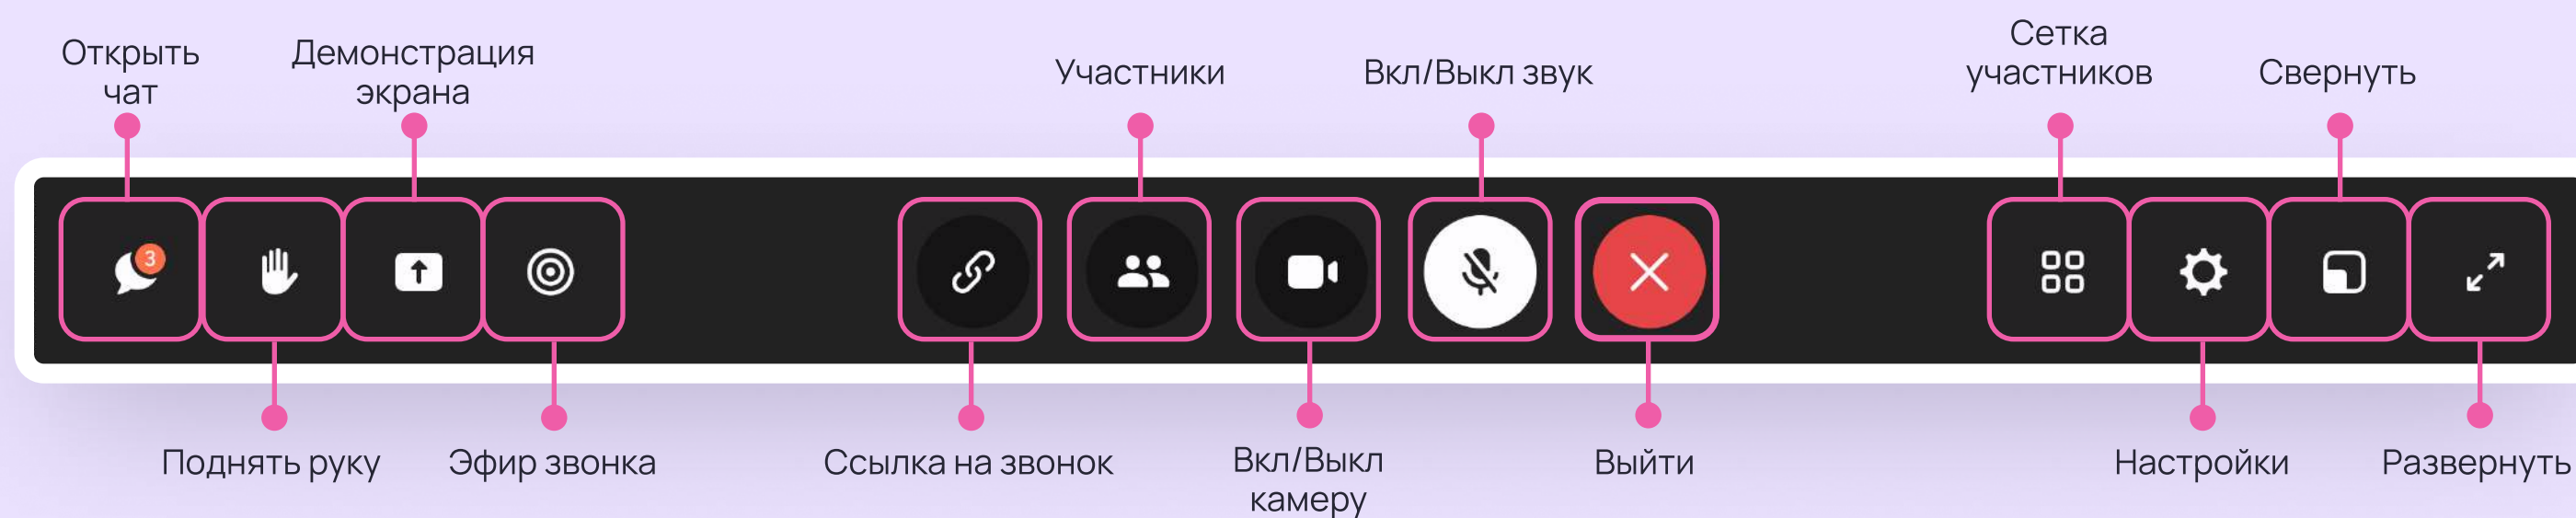 Открыть
чат
Демонстрация
экрана
Участники
Вкл/Выкл звук
Сетка
участников
Свернуть
3
Поднять руку
Эфир звонка
Ссылка на звонок
Вкл/Выкл
камеру
Выйти
Настройки
Развернуть